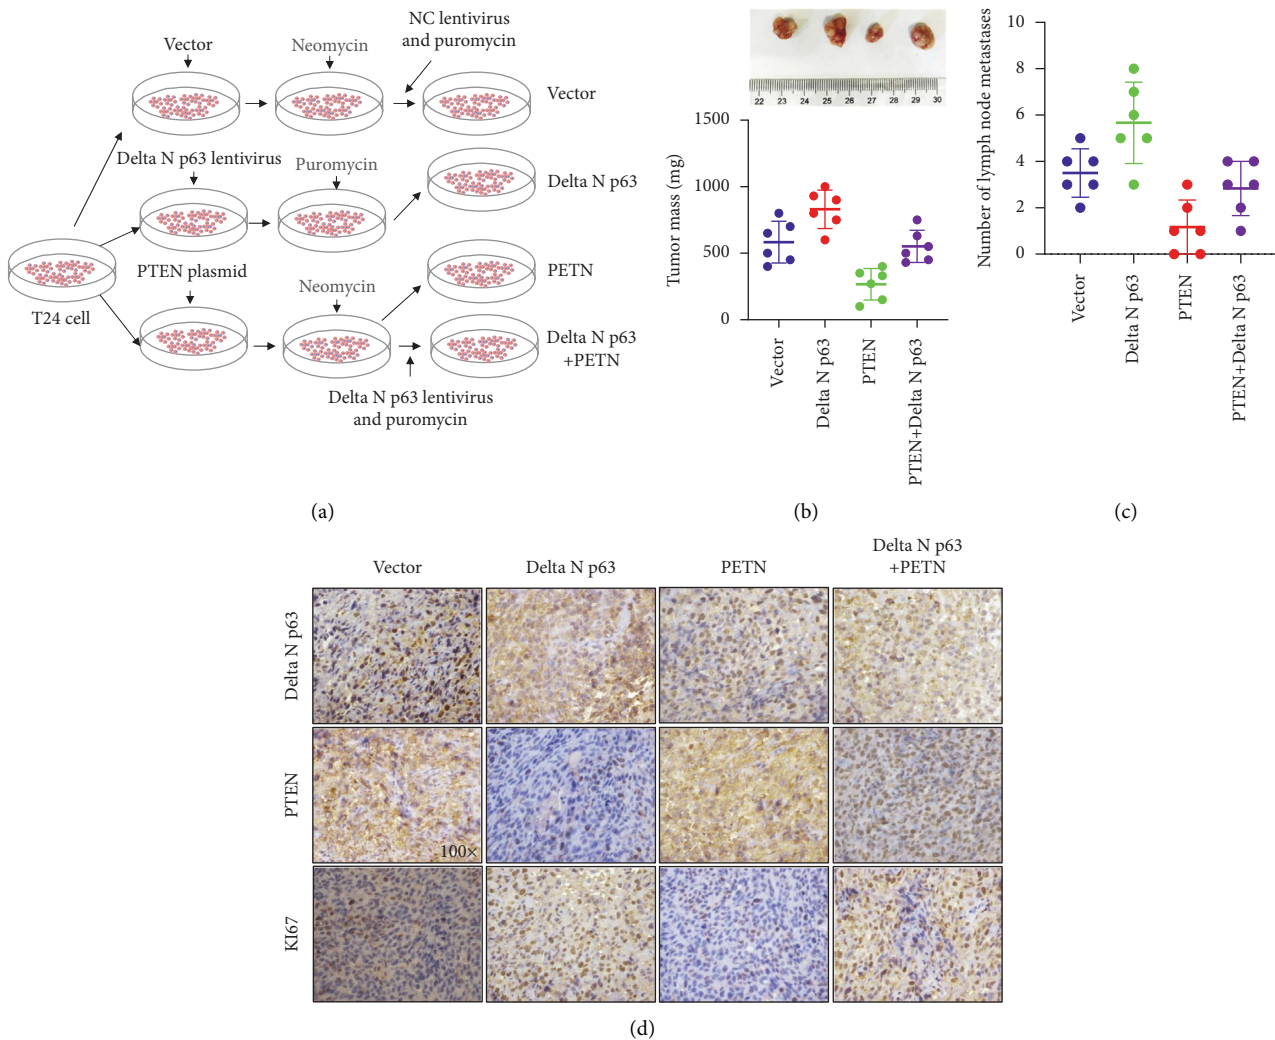 Vector
Neomycin
NC lentivirus
and puromycin
Vector
Delta N p63 lentivirus
Puromycin
Delta N p63
PTEN plasmid
Neomycin
PETN
T24 cell
Delta N p63
+PETN
Delta N p63 lentivirus
and puromycin
(a)
22 23 24 25 26 27 28 29 30
1500
1000
500
0
Tumor mass (mg)
Vector
Delta N p63
PTEN
PTEN+Delta N p63
(b)
10
8
6
4
2
0
Number of lymph node metastases
Vector
Delta N p63
PTEN
PTEN+Delta N p63
(c)
Vector
Delta N p63
PETN
Delta N p63
+PETN
Delta N p63
PTEN
100×
KI67
(d)